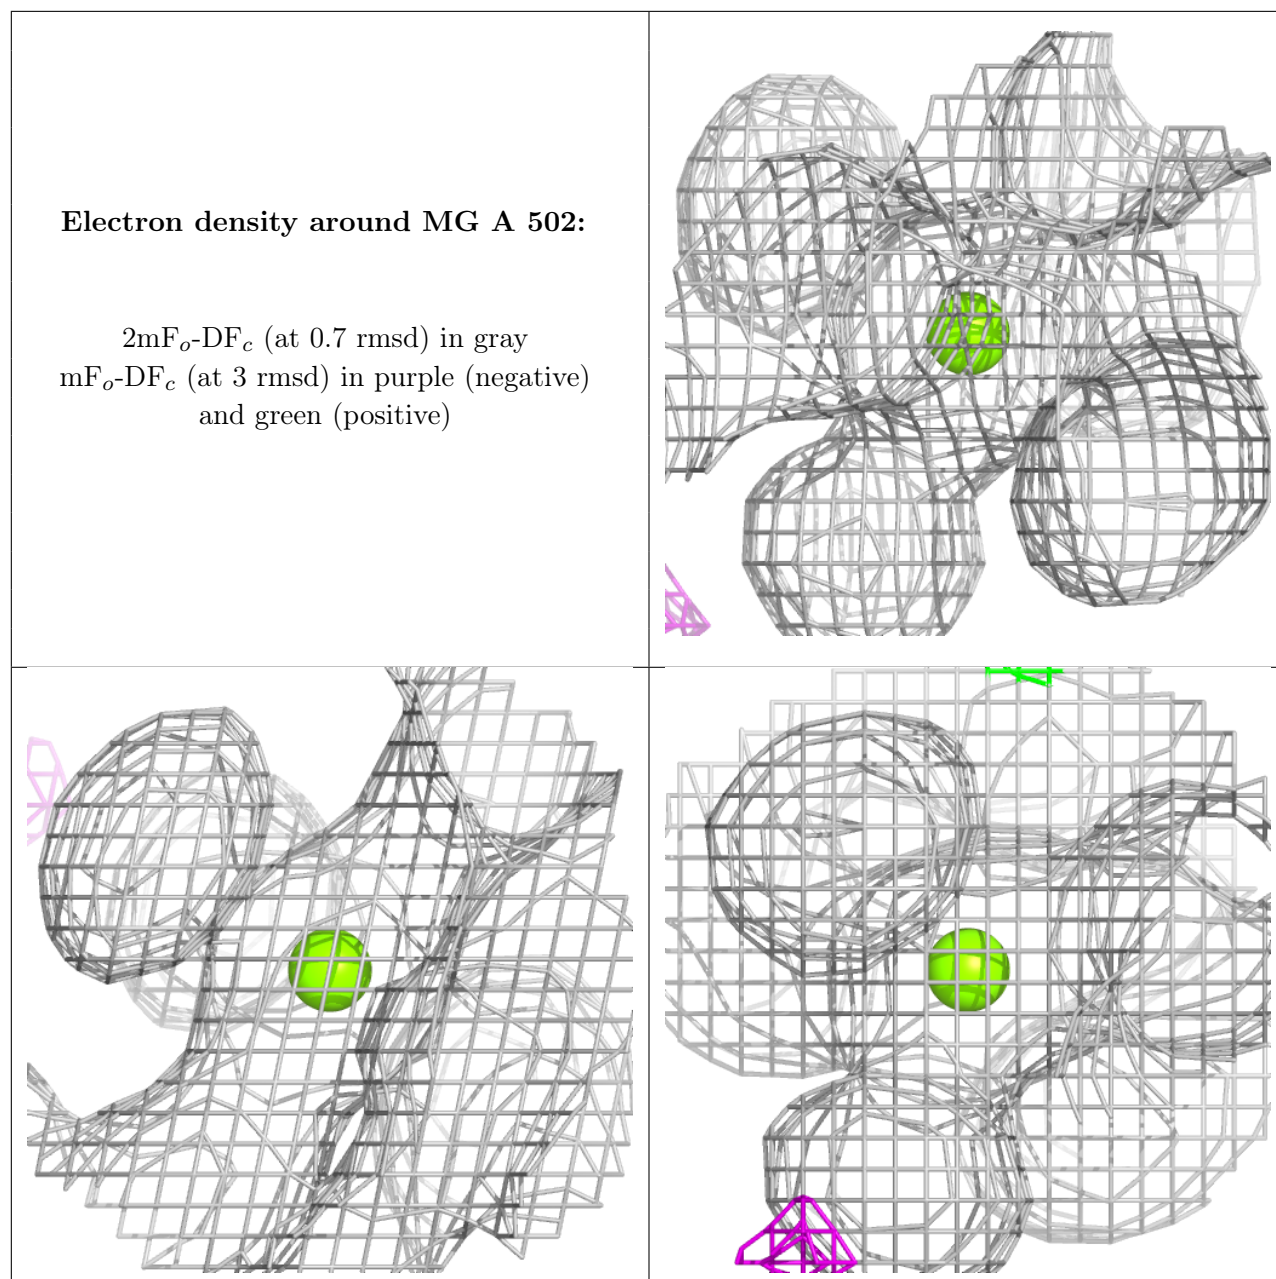 Electron density around MG A 502:
2mFo-DFc (at 0.7 rmsd) in gray
mFo-DFc (at 3 rmsd) in purple (negative)
and green (positive)